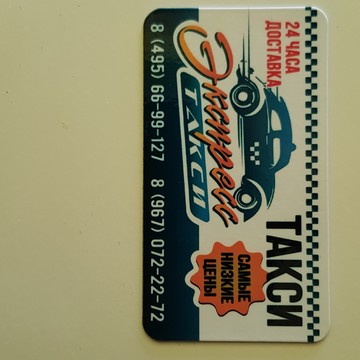 24 ЧАСА
ДОСТАВКА
ТАКСИ
Экспресс
ТАКСИ
САМЫЕ
НИЗКИЕ
ЦЕНЫ
8 (495) 66-99-127 8 (967) 072-22-72